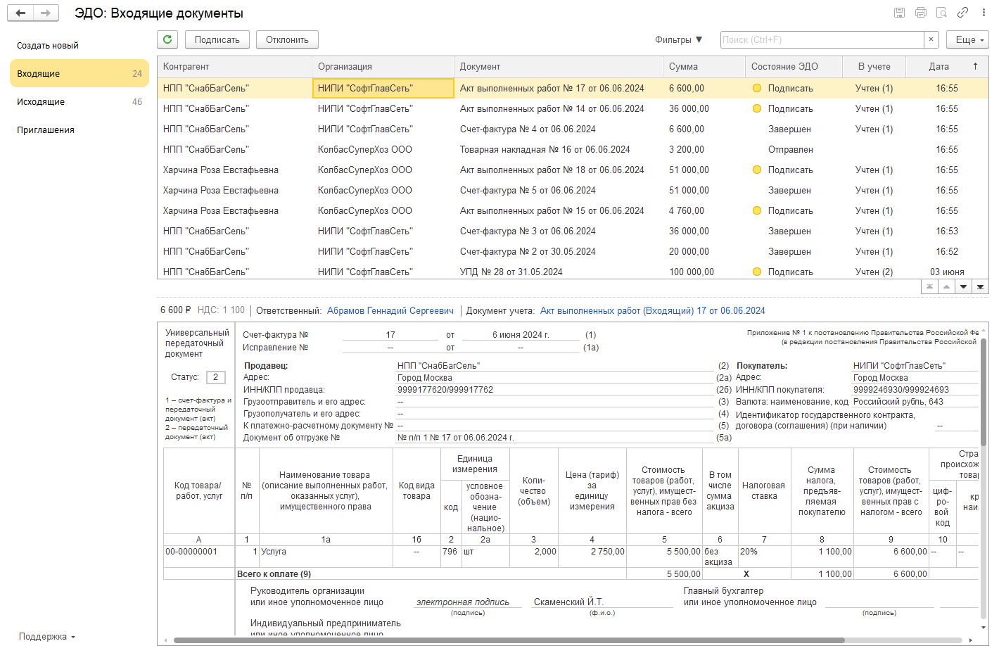 ЭДО: Входящие документы
Создать новый
Входящие 24
Исходящие 46
Приглашения
Поддержка
Подписать Отклонить Фильтры ▼ Поиск (Ctrl+F) × Еще
Контрагент Организация Документ Сумма Состояние ЭДО В учете Дата ↑
НПП "СнабБагСель" НИПИ "СофтГлавСеть" Акт выполненных работ № 17 от 06.06.2024 6 600,00 Подписать Учтен (1) 16:55
НПП "СнабБагСель" НИПИ "СофтГлавСеть" Акт выполненных работ № 14 от 06.06.2024 36 000,00 Подписать Учтен (1) 16:55
НПП "СнабБагСель" НИПИ "СофтГлавСеть" Счет-фактура № 4 от 06.06.2024 6 600,00 Завершен Учтен (1) 16:55
НПП "СнабБагСель" КолбасСуперХоз ООО Товарная накладная № 16 от 06.06.2024 3 200,00 Отправлен 16:55
Харчина Роза Евстафьевна КолбасСуперХоз ООО Акт выполненных работ № 18 от 06.06.2024 51 000,00 Подписать Учтен (1) 16:55
Харчина Роза Евстафьевна КолбасСуперХоз ООО Счет-фактура № 5 от 06.06.2024 51 000,00 Завершен Учтен (1) 16:55
Харчина Роза Евстафьевна КолбасСуперХоз ООО Акт выполненных работ № 15 от 06.06.2024 4 760,00 Подписать Учтен (1) 16:55
НПП "СнабБагСель" НИПИ "СофтГлавСеть" Счет-фактура № 3 от 06.06.2024 36 000,00 Завершен Учтен (1) 16:53
НПП "СнабБагСель" НИПИ "СофтГлавСеть" Счет-фактура № 2 от 30.05.2024 20 000,00 Завершен Учтен (1) 16:52
НПП "СнабБагСель" НИПИ "СофтГлавСеть" УПД № 28 от 31.05.2024 100 000,00 Подписать Учтен (2) 03 июня
6 600 ₽ НДС: 1 100 Ответственный: Абрамов Геннадий Сергеевич Документ учета: Акт выполненных работ (Входящий) 17 от 06.06.2024
Универсальный
передаточный
документ
Статус: 2
1 – счет-фактура и
передаточный
документ (акт)
2 – передаточный
документ (акт)
Счет-фактура № 17 от 6 июня 2024 г. (1)
Исправление № -- от -- (1а)
Приложение № 1 к постановлению Правительства Российской Фе
(в редакции постановления Правительства Российской
Продавец: НПП "СнабБагСель" (2) Покупатель: НИПИ "СофтГлавСеть"
Адрес: Город Москва (2а) Адрес: Город Москва
ИНН/КПП продавца: 9999177620/999917762 (2б) ИНН/КПП покупателя: 9999246930/999924693
Грузоотправитель и его адрес: -- (3) Валюта: наименование, код Российский рубль, 643
Грузополучатель и его адрес: -- (4) Идентификатор государственного контракта,
К платежно-расчетному документу № -- (5) договора (соглашения) (при наличии) --
Документ об отгрузке № № п/п 1 № 17 от 06.06.2024 г. (5а)
Код товара/
работ, услуг
№
п/п
Наименование товара
(описание выполненных работ,
оказанных услуг),
имущественного права
Код вида
товара
Единица
измерения
код
условное
обозна-
чение
(нацио-
нальное)
Коли-
чество
(объем)
Цена (тариф)
за
единицу
измерения
Стоимость
товаров (работ,
услуг), имущест-
венных прав без
налога - всего
В том
числе
сумма
акциза
Налоговая
ставка
Сумма
налога,
предъяв-
ляемая
покупателю
Стоимость
товаров (работ,
услуг), имущест-
венных прав с
налогом - всего
Стра
происхож
товар
циф-
ро-
вой
код
кр
наим
А 1 1а 1б 2 2а 3 4 5 6 7 8 9 10
00-00000001 1 Услуга -- 796 шт 2,000 2 750,00 5 500,00 без акциза 20% 1 100,00 6 600,00 -- --
Всего к оплате (9) 5 500,00 Х 1 100,00 6 600,00
Руководитель организации
или иное уполномоченное лицо электронная подпись Скаменский Й.Т.
(подпись) (ф.и.о.)
Главный бухгалтер
или иное уполномоченное лицо
(подпись)
Индивидуальный предприниматель
или иное уполномоченное лицо